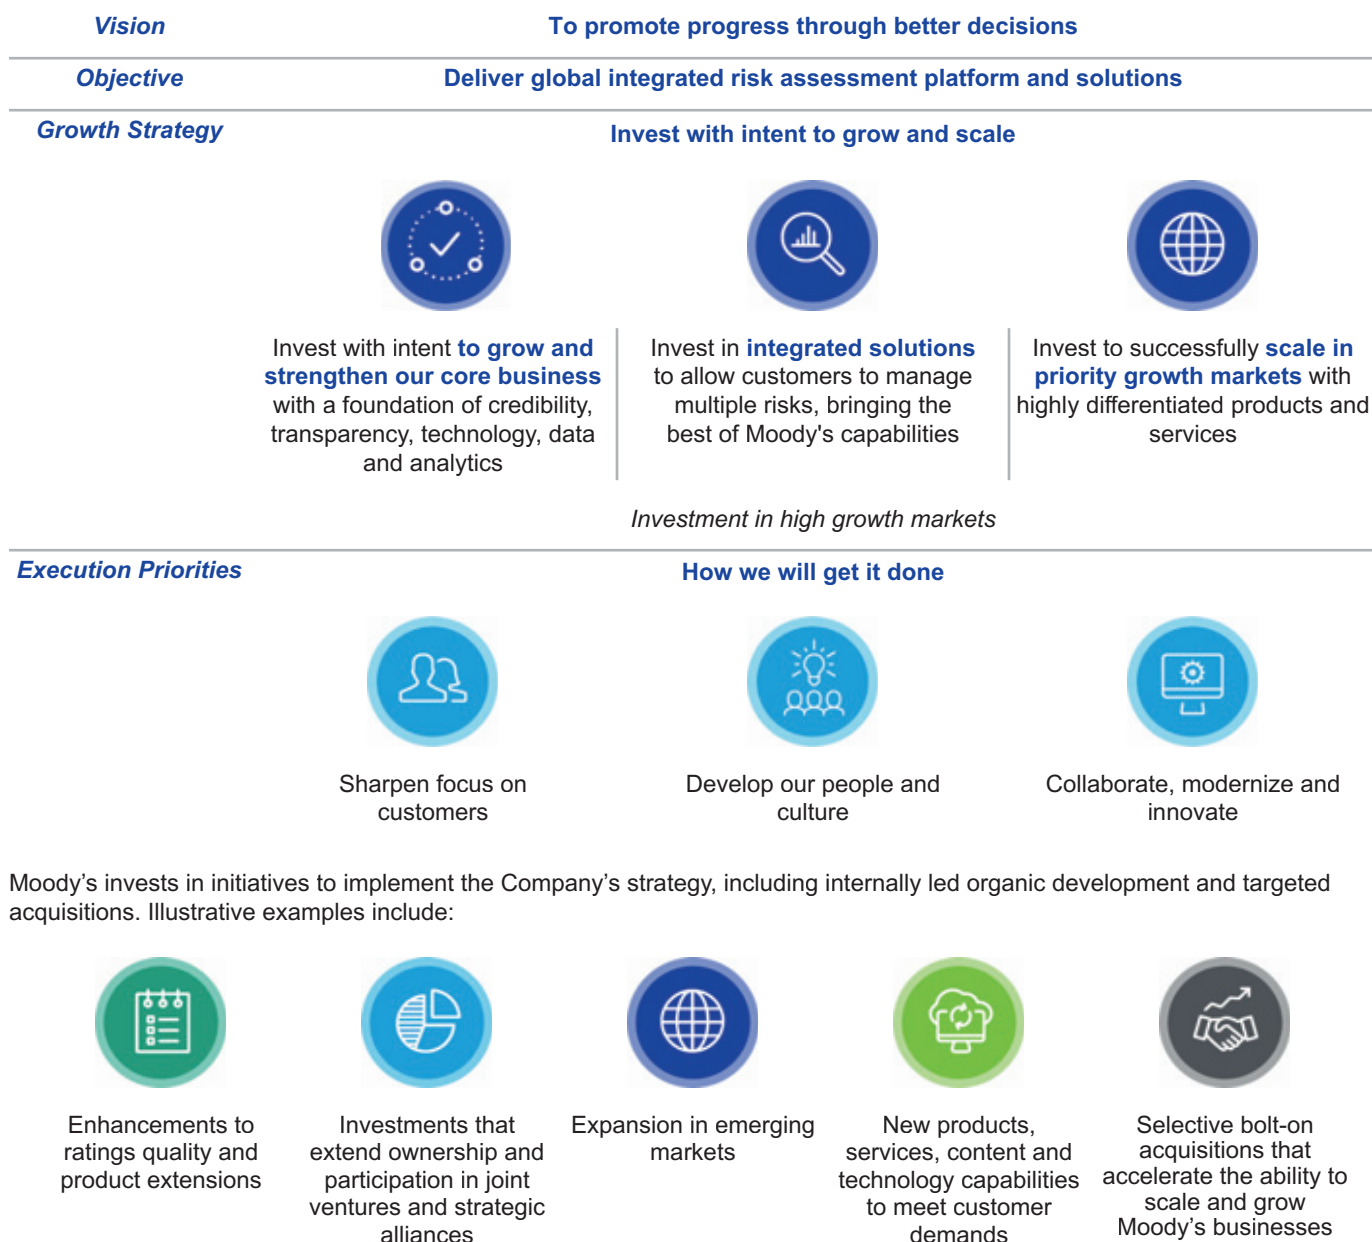 Vision
To promote progress through better decisions
Objective
Deliver global integrated risk assessment platform and solutions
Growth Strategy
Invest with intent to grow and scale
Invest with intent to grow and
strengthen our core business
with a foundation of credibility,
transparency, technology, data
and analytics
Invest in integrated solutions
to allow customers to manage
multiple risks, bringing the
best of Moody's capabilities
Invest to successfully scale in
priority growth markets with
highly differentiated products and
services
Investment in high growth markets
Execution Priorities
How we will get it done
Sharpen focus on
customers
Develop our people and
culture
Collaborate, modernize and
innovate
Moody’s invests in initiatives to implement the Company’s strategy, including internally led organic development and targeted
acquisitions. Illustrative examples include:
Enhancements to
ratings quality and
product extensions
Investments that
extend ownership and
participation in joint
ventures and strategic
alliances
Expansion in emerging
markets
New products,
services, content and
technology capabilities
to meet customer
demands
Selective bolt-on
acquisitions that
accelerate the ability to
scale and grow
Moody’s businesses